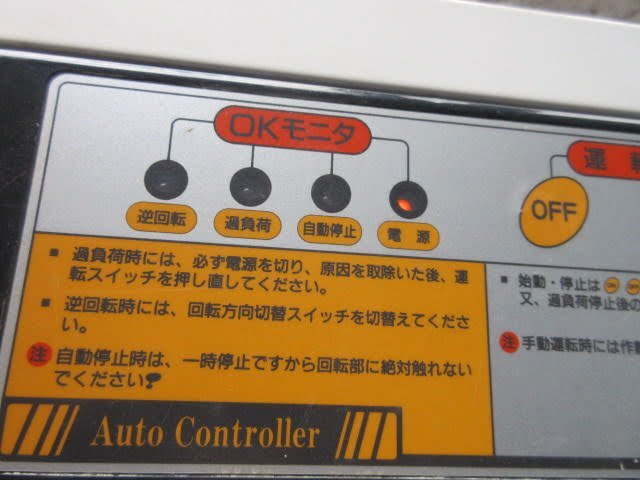 OKモニタ
運転
OFF
逆回転 過負荷 自動停止 電源
▪ 過負荷時には、必ず電源を切り、原因を取除いた後、運
転スイッチを押し直してください。
▪ 逆回転時には、回転方向切替スイッチを切替えてくださ
い。
注 自動停止時は、一時停止ですから回転部に絶対触れない
でください!
▪ 始動・停止は
又、過負荷停止後の
注 手動運転時には作動
Auto Controller